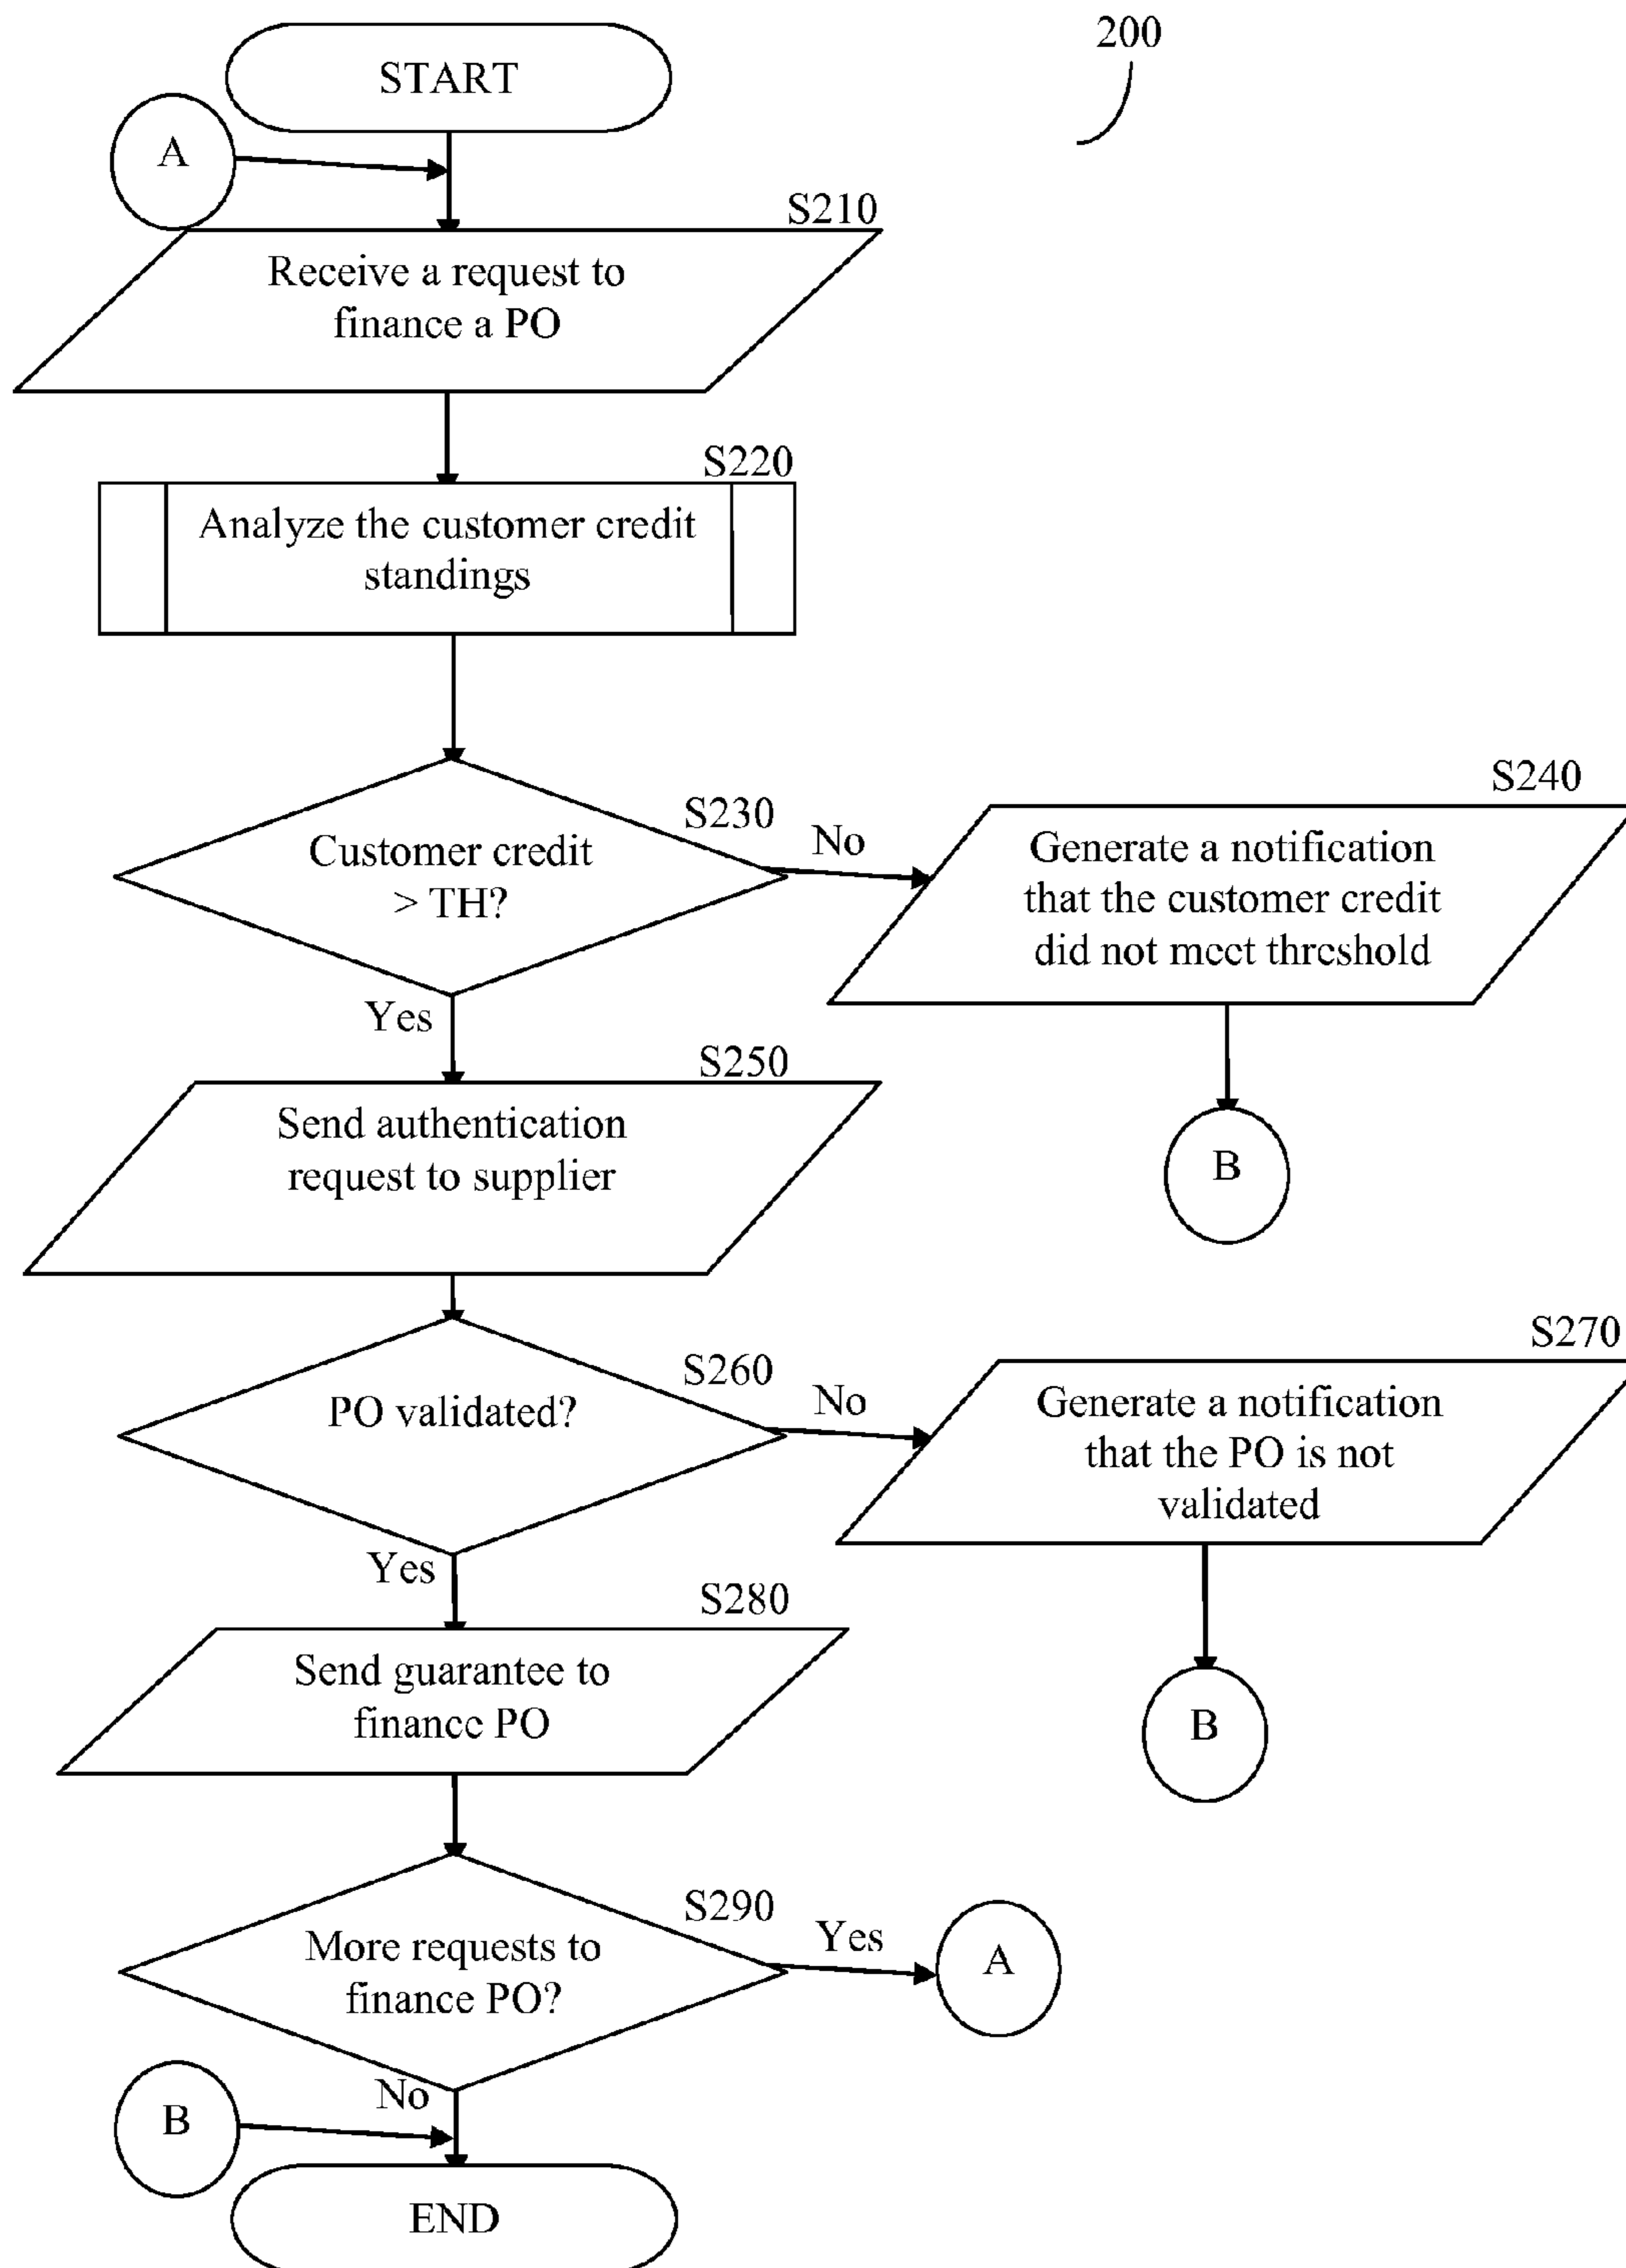 200
START
A
S210
Receive a request to
finance a PO
S220
Analyze the customer credit
standings
S230
Customer credit
> TH?
No
S240
Generate a notification
that the customer credit
did not meet threshold
B
Yes
S250
Send authentication
request to supplier
S260
PO validated?
No
S270
Generate a notification
that the PO is not
validated
B
Yes
S280
Send guarantee to
finance PO
S290
More requests to
finance PO?
Yes
A
No
B
END